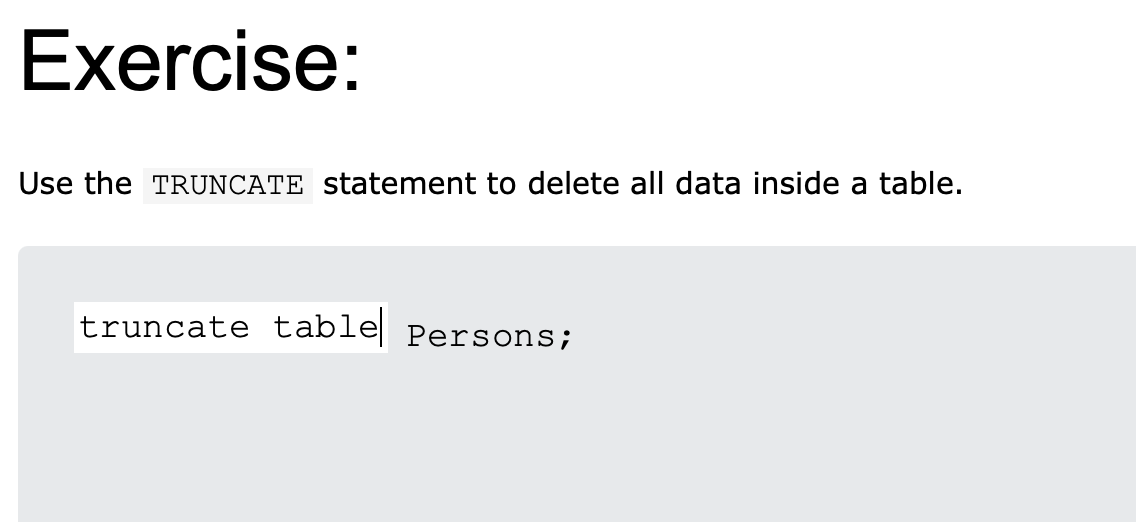 Exercise:
Use the TRUNCATE statement to delete all data inside a table.
truncate table Persons;